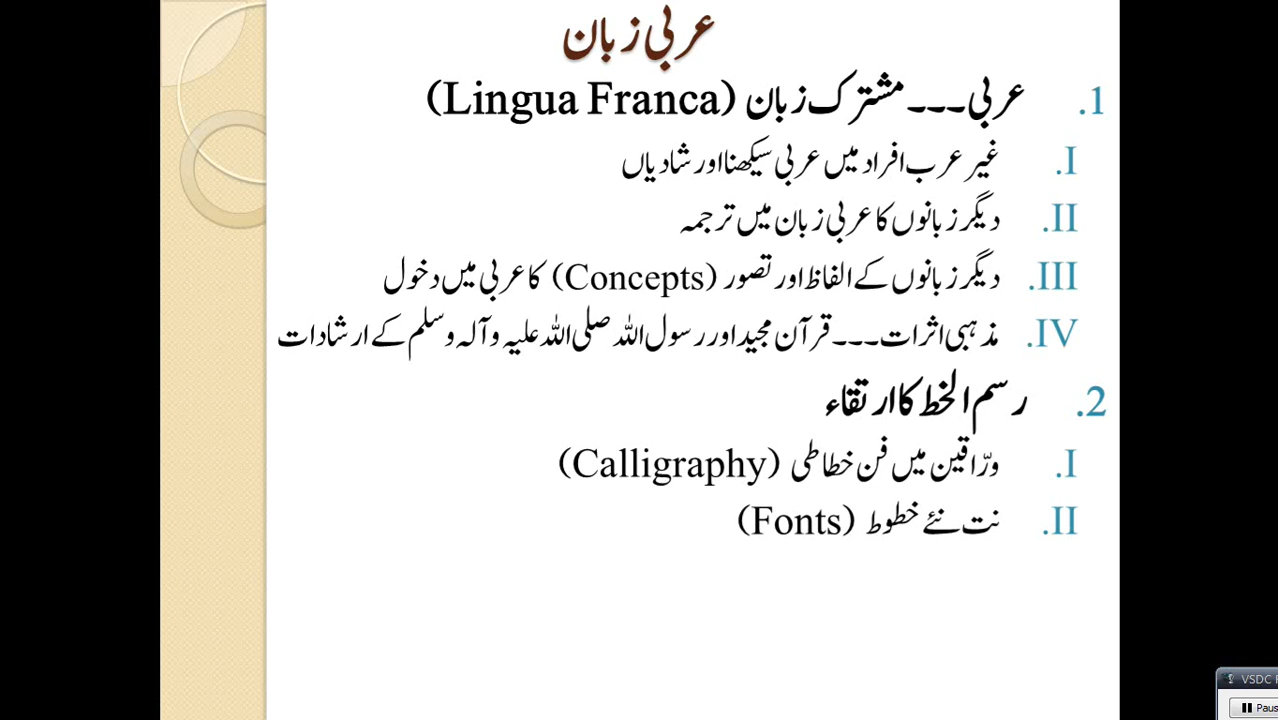 عربی زبان
1. عربی۔۔۔مشترک زبان (Lingua Franca)
I. غیر عرب افراد میں عربی سیکھنا اور شادیاں
II. دیگر زبانوں کا عربی زبان میں ترجمہ
III. دیگر زبانوں کے الفاظ اور تصور (Concepts) کا عربی میں دخول
IV. مذہبی اثرات۔۔۔قرآن مجید اور رسول اللہ صلی اللہ علیہ وآلہ وسلم کے ارشادات
2. رسم الخط کا ارتقاء
I. ورّاقین میں فن خطاطی (Calligraphy)
II. نت نئے خطوط (Fonts)
VSDC
Paus